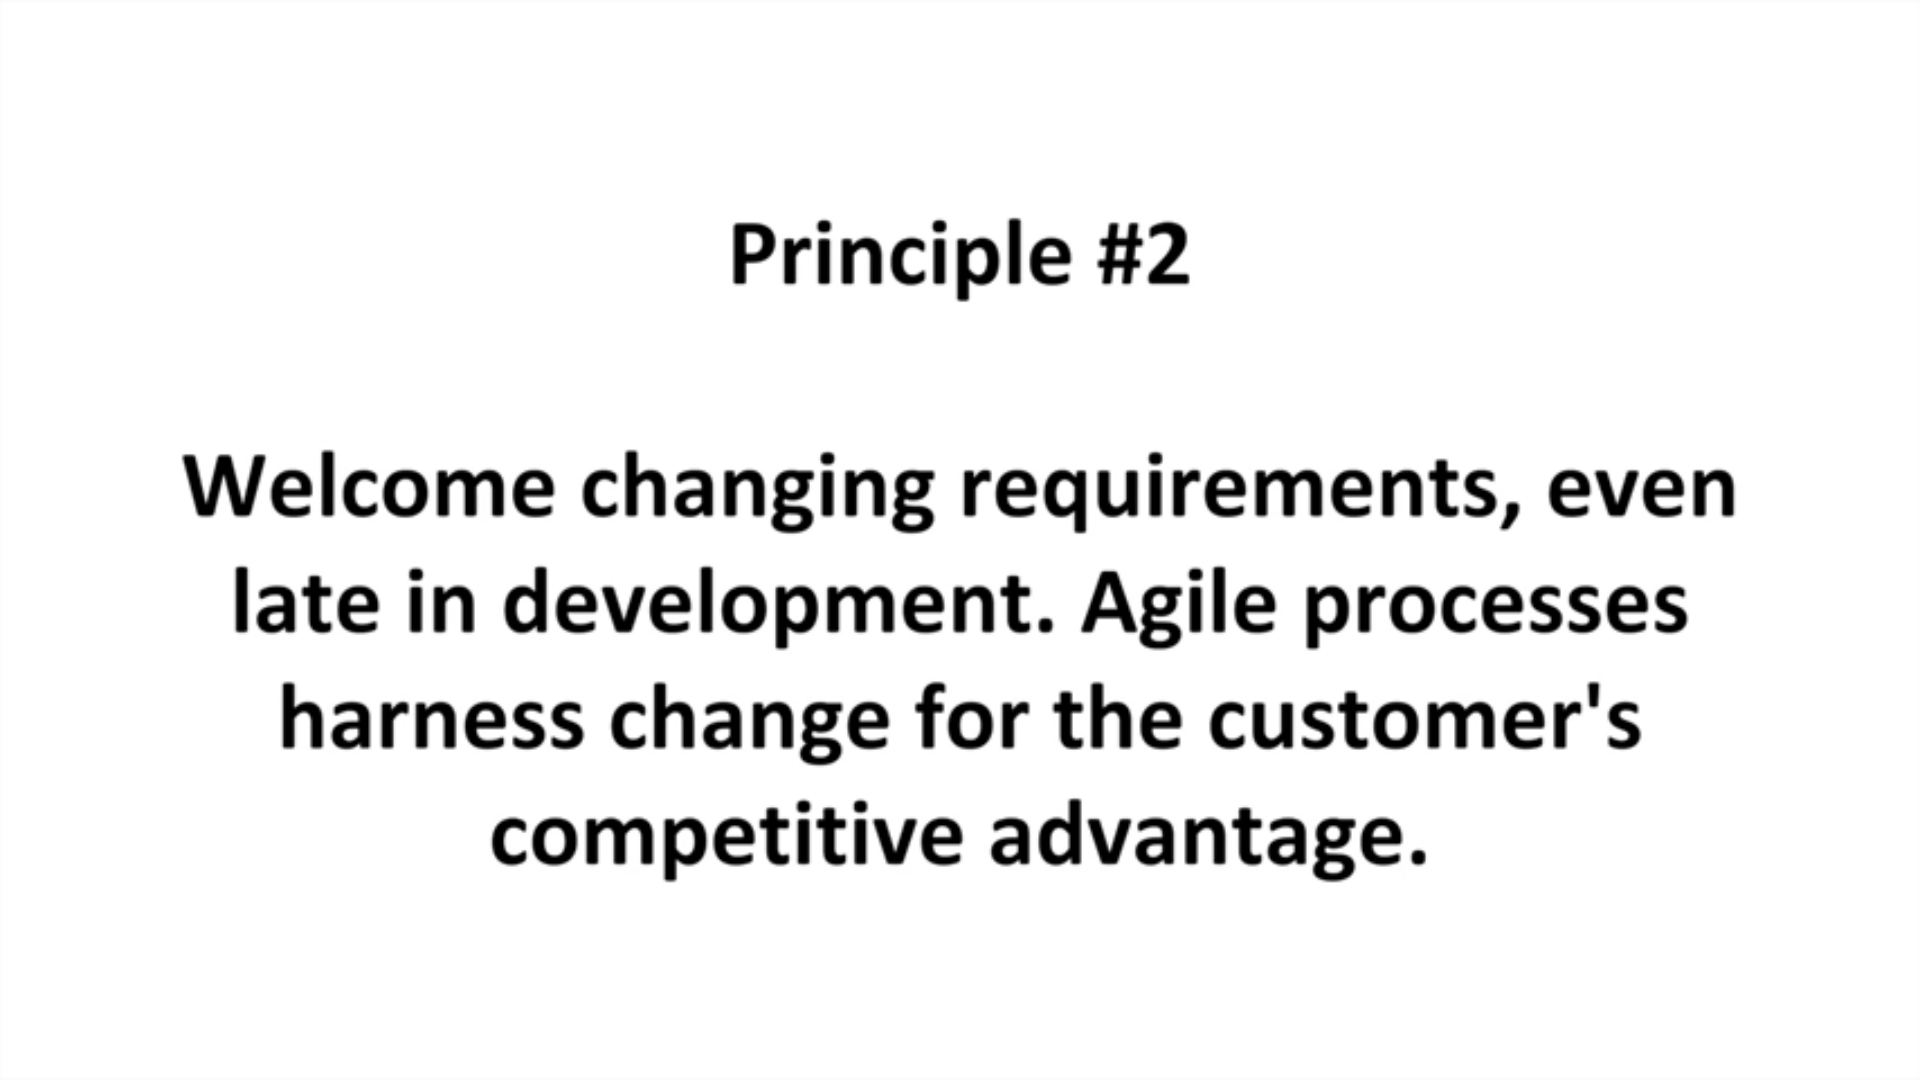 Principle #2
Welcome changing requirements, even
late in development. Agile processes
harness change for the customer's
competitive advantage.